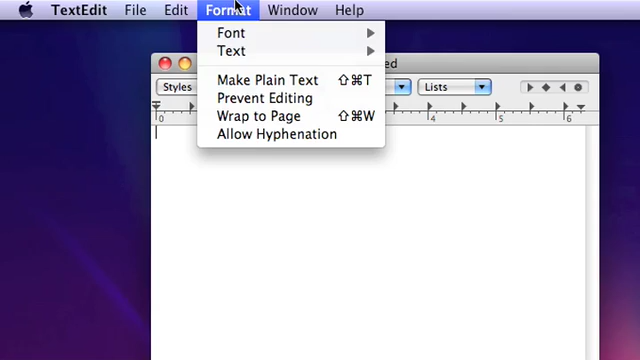 TextEdit File Edit Format Window Help
Font
Text
ed
Styles
Lists
Make Plain Text ⇧⌘T
Prevent Editing
Wrap to Page ⇧⌘W
Allow Hyphenation
0 4 5 6